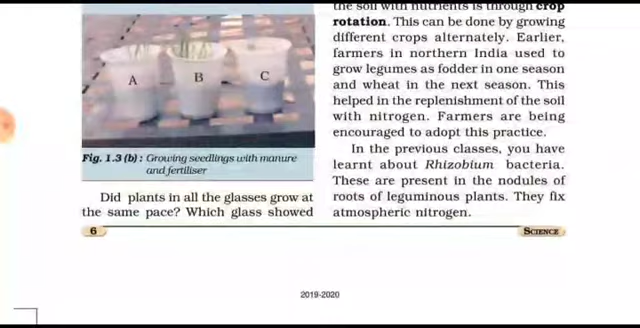 A
B
C
Fig. 1.3 (b) : Growing seedlings with manure
and fertiliser
Did plants in all the glasses grow at
the same pace? Which glass showed
the soil with nutrients is through crop
rotation. This can be done by growing
different crops alternately. Earlier,
farmers in northern India used to
grow legumes as fodder in one season
and wheat in the next season. This
helped in the replenishment of the soil
with nitrogen. Farmers are being
encouraged to adopt this practice.
In the previous classes, you have
learnt about Rhizobium bacteria.
These are present in the nodules of
roots of leguminous plants. They fix
atmospheric nitrogen.
6
SCIENCE
2019-2020